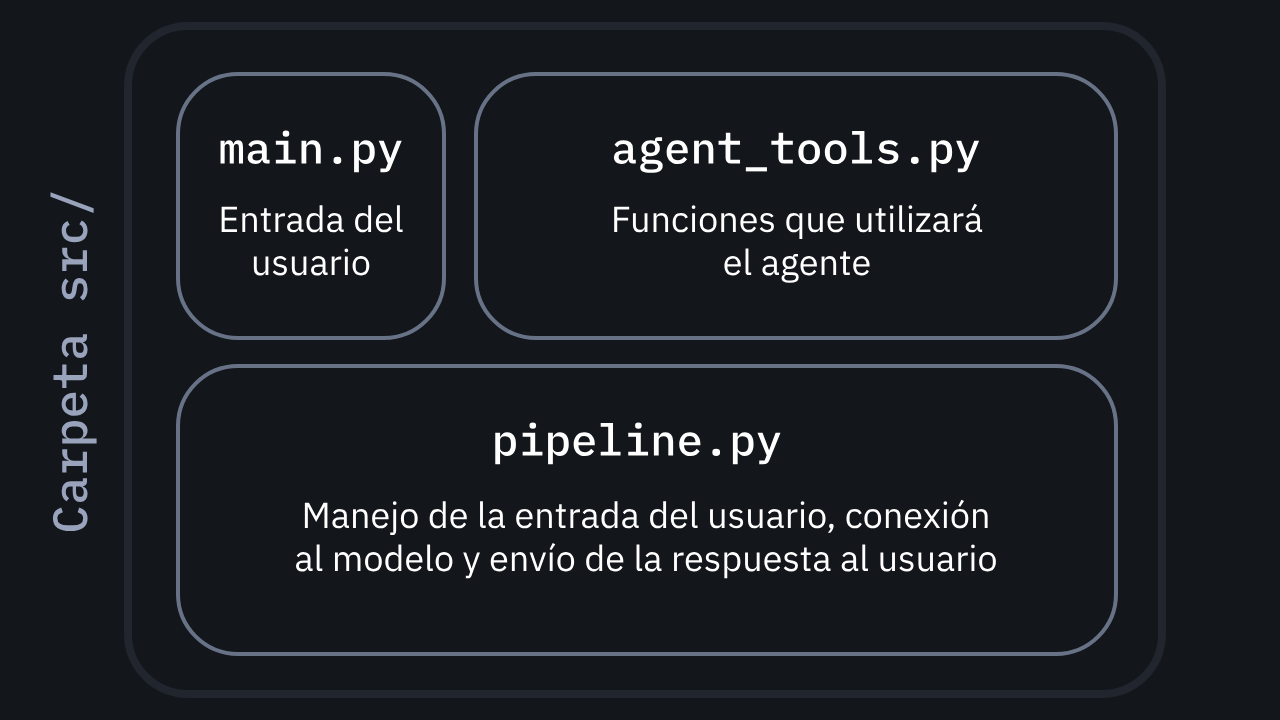 Carpeta src/
main.py
Entrada del
usuario
agent_tools.py
Funciones que utilizará
el agente
pipeline.py
Manejo de la entrada del usuario, conexión
al modelo y envío de la respuesta al usuario